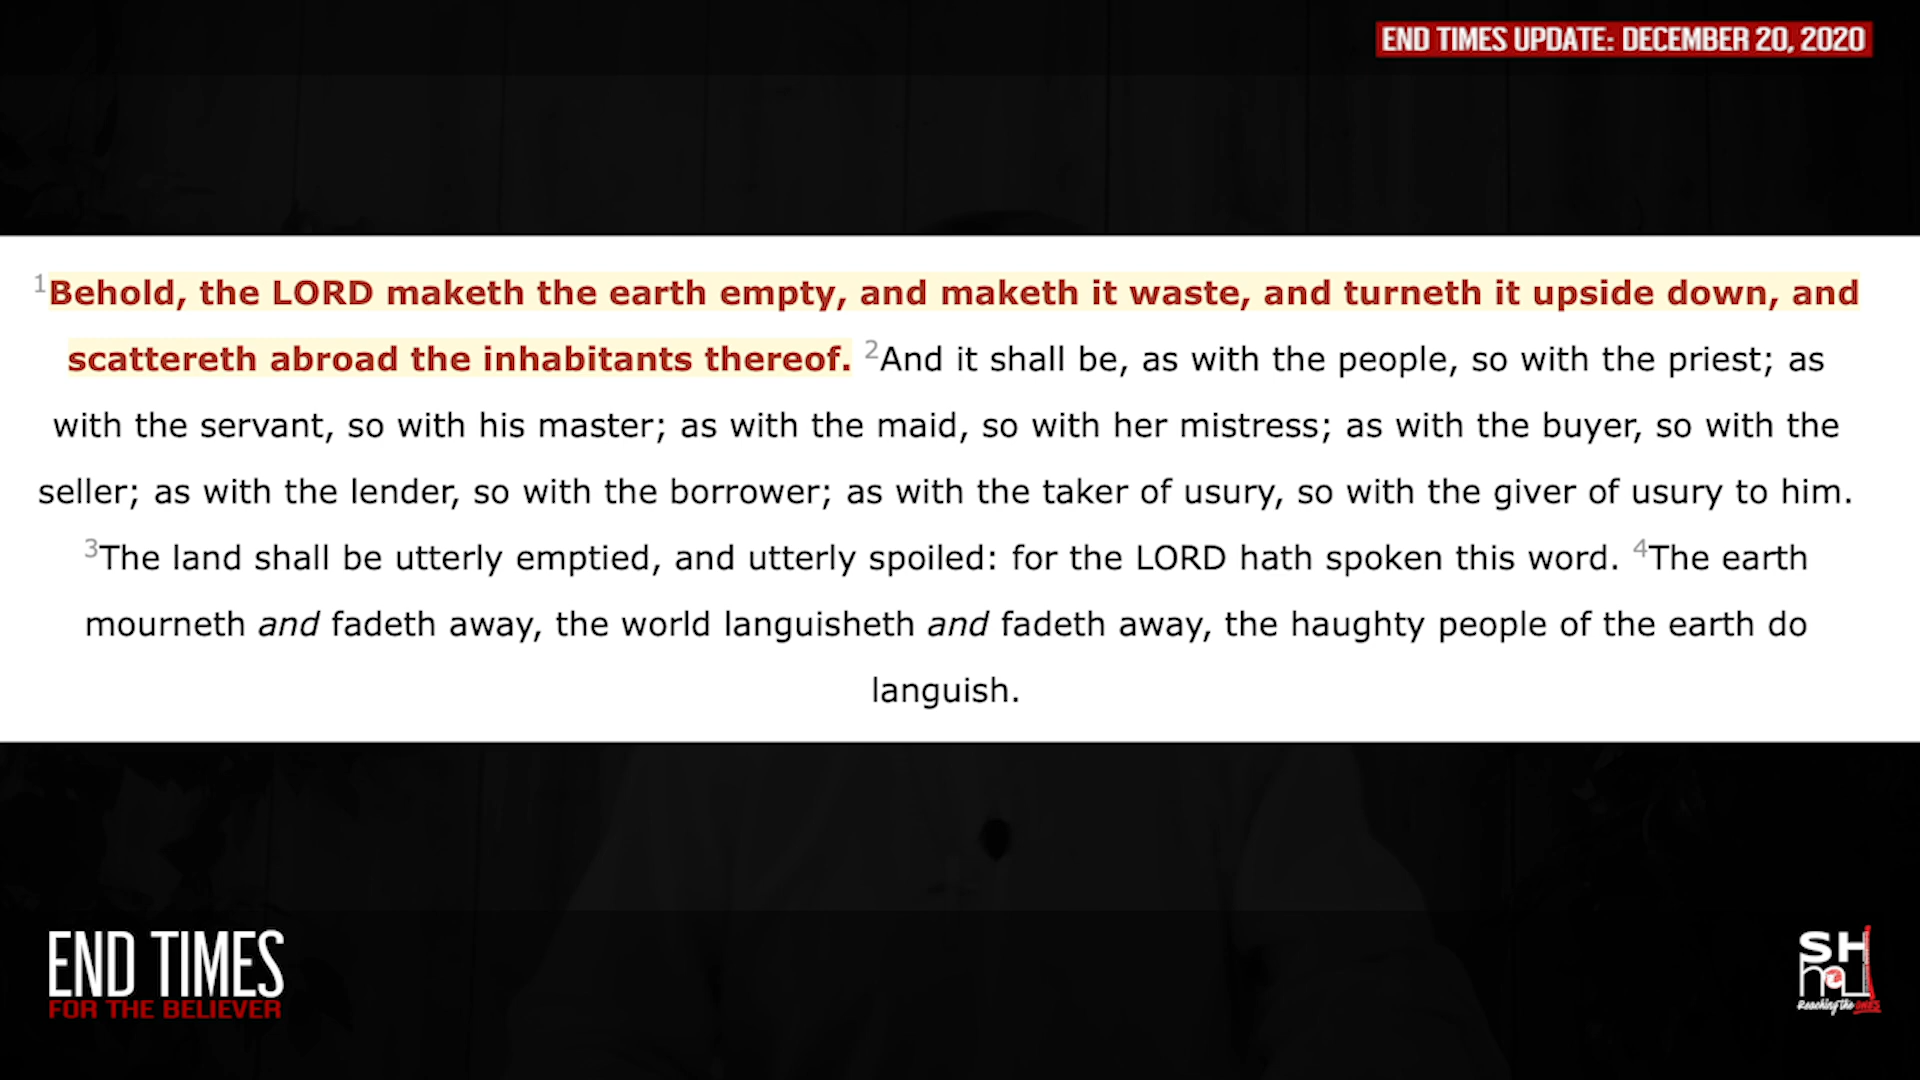 END TIMES UPDATE: DECEMBER 20, 2020
1Behold, the LORD maketh the earth empty, and maketh it waste, and turneth it upside down, and
scattereth abroad the inhabitants thereof. 2And it shall be, as with the people, so with the priest; as
with the servant, so with his master; as with the maid, so with her mistress; as with the buyer, so with the
seller; as with the lender, so with the borrower; as with the taker of usury, so with the giver of usury to him.
3The land shall be utterly emptied, and utterly spoiled: for the LORD hath spoken this word. 4The earth
mourneth and fadeth away, the world languisheth and fadeth away, the haughty people of the earth do
languish.
END TIMES
FOR THE BELIEVER
SH
Reaching the ONES